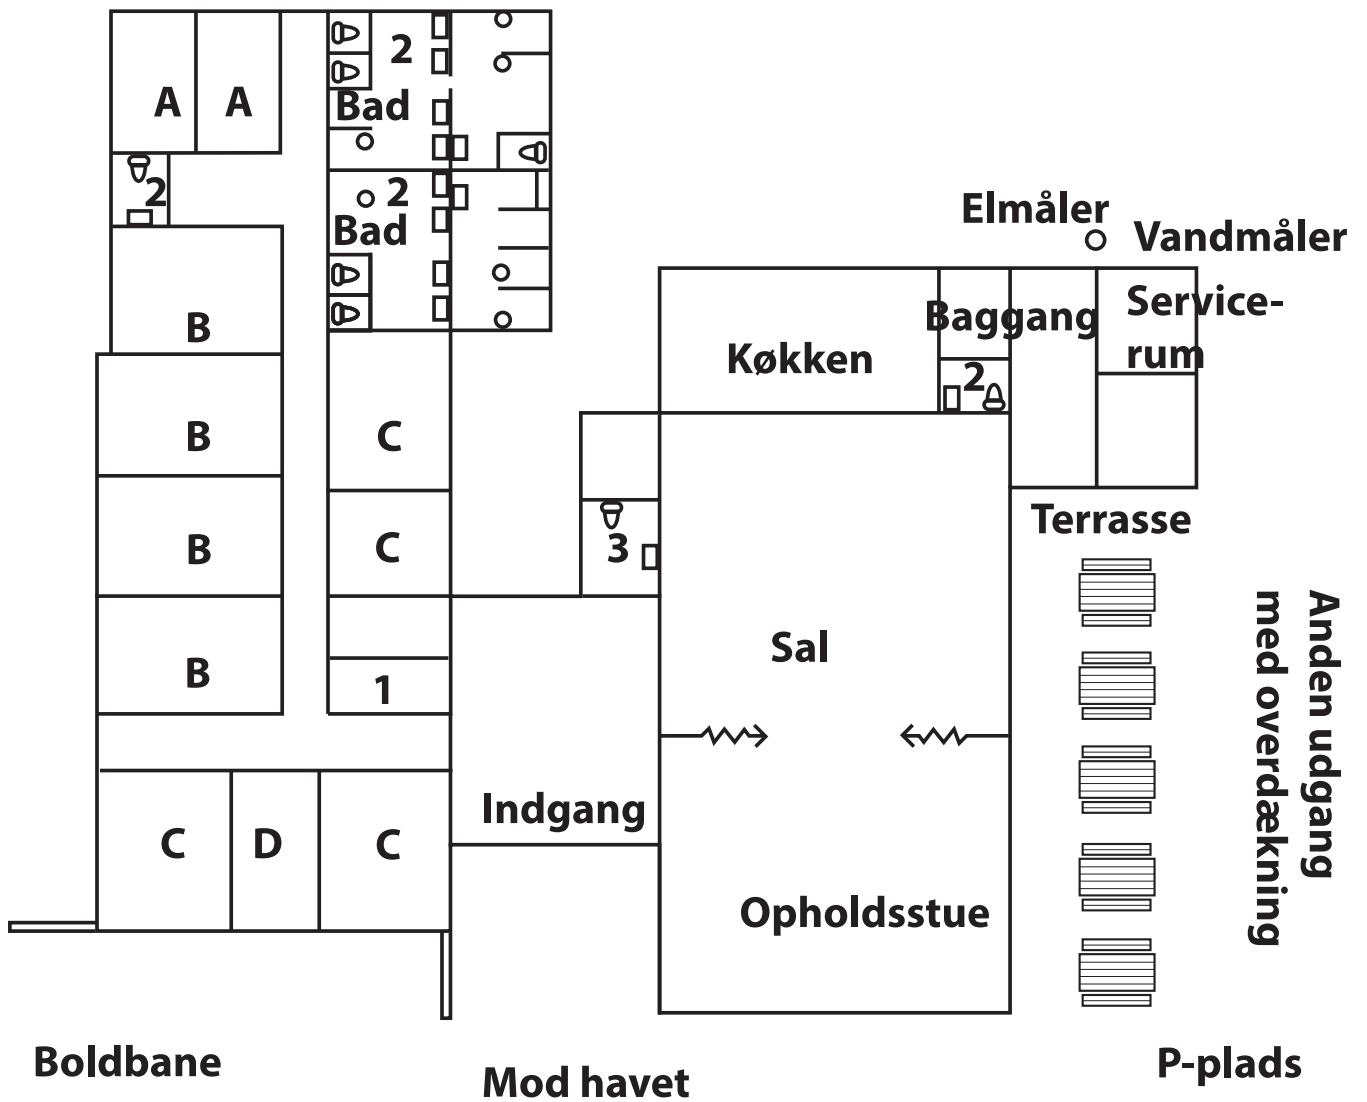 2
A A
Bad
2
2
Bad
Elmåler
Vandmåler
B
Baggang
Service-
rum
Køkken
2
B
C
Terrasse
B
C
3
Sal
B
1
Anden udgang
med overdækning
Indgang
C D C
Opholdsstue
Boldbane
Mod havet
P-plads